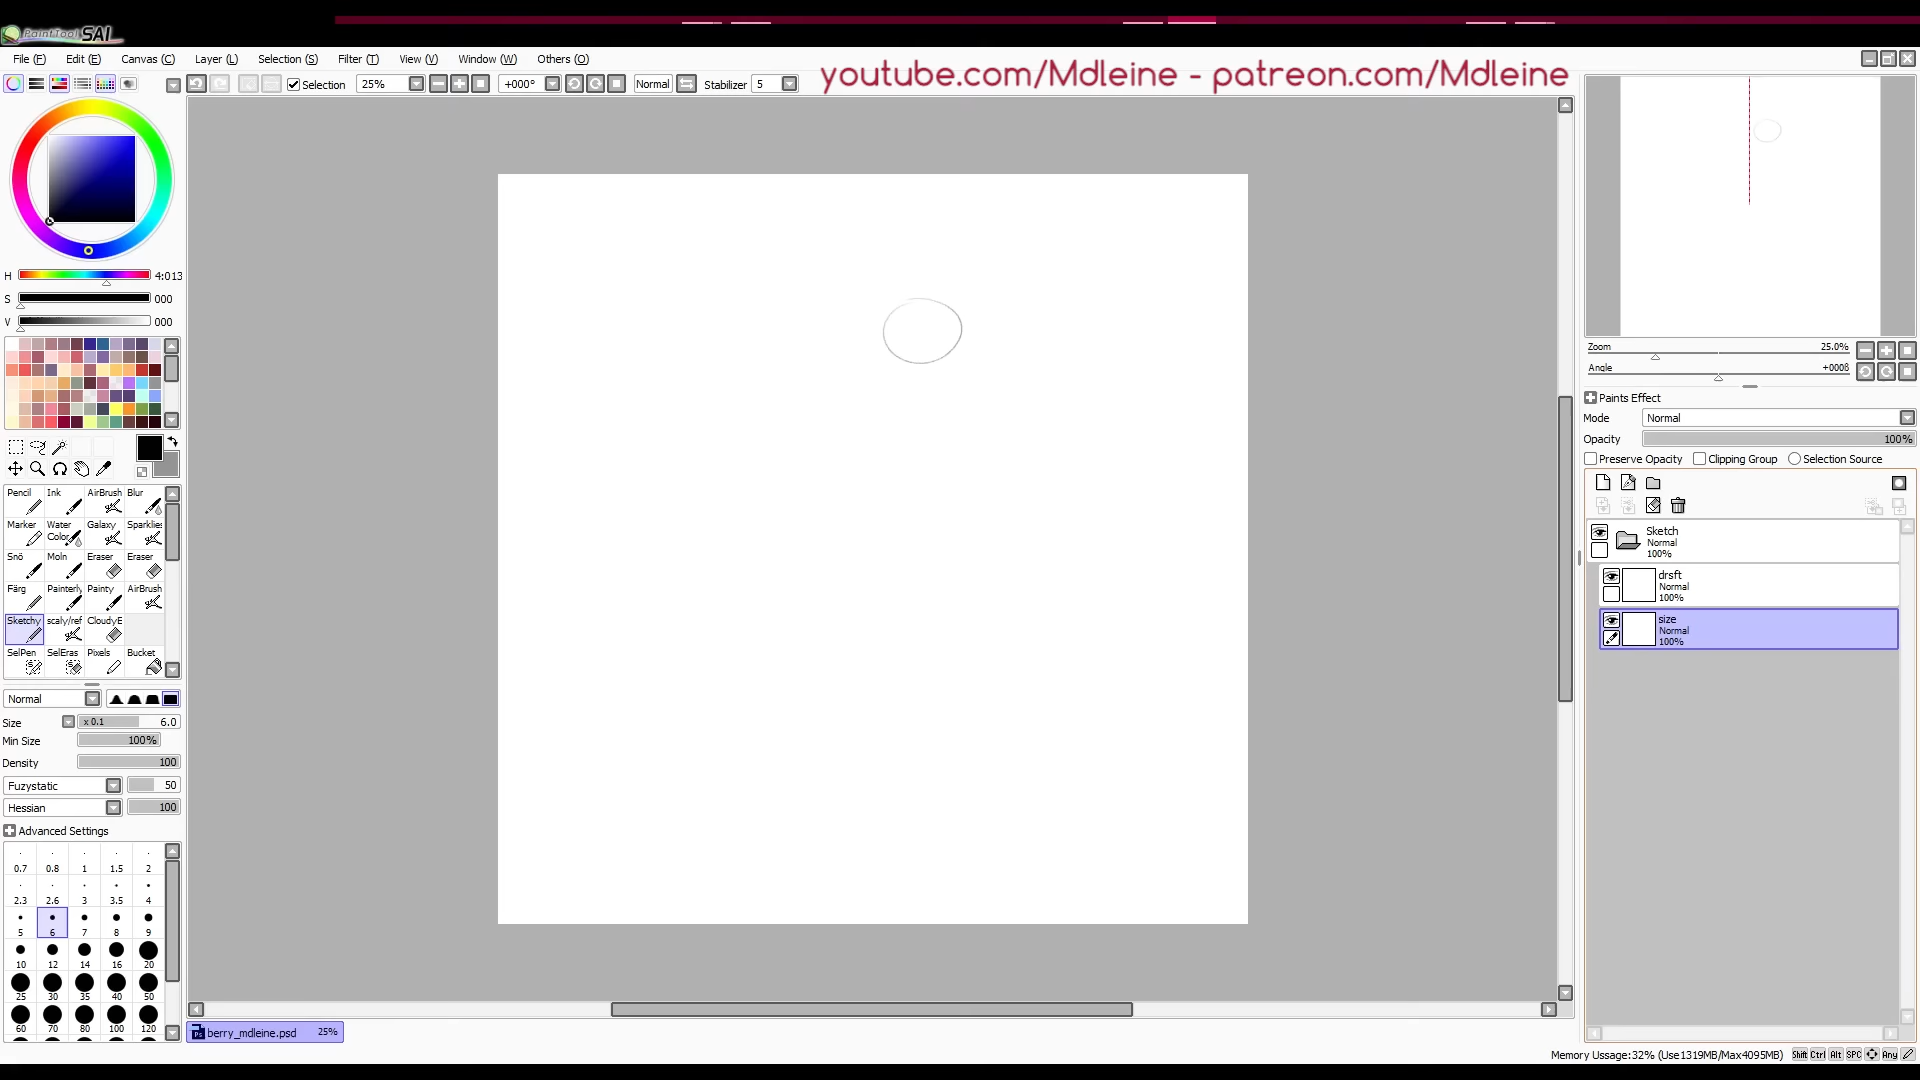 PaintTool SAI
File (F) Edit (E) Canvas (C) Layer (L) Selection (S) Filter (T) View (V) Window (W) Others (O)
Selection 25% +000° Normal Stabilizer 5
youtube.com/Mdleine - patreon.com/Mdleine
H 4:013
S 000
V 000
Pencil Ink AirBrush Blur
Marker Water Color Galaxy Sparkles
Snö Moln Eraser Eraser
Färg Painterly Painty AirBrush
Sketchy scaly/ref CloudyE
SelPen SelEras Pixels Bucket
Normal
Size x 0.1 6.0
Min Size 100%
Density 100
Fuzystatic 50
Hessian 100
Advanced Settings
0.7 0.8 1 1.5 2
2.3 2.6 3 3.5 4
5 6 7 8 9
10 12 14 16 20
25 30 35 40 50
60 70 80 100 120
berry_mdleine.psd 25%
Zoom 25.0%
Angle +000ß
Paints Effect
Mode Normal
Opacity 100%
Preserve Opacity Clipping Group Selection Source
Sketch
Normal
100%
drsft
Normal
100%
size
Normal
100%
Memory Ussage:32% (Use1319MB/Max4095MB) Shift Ctrl Alt SPC Any